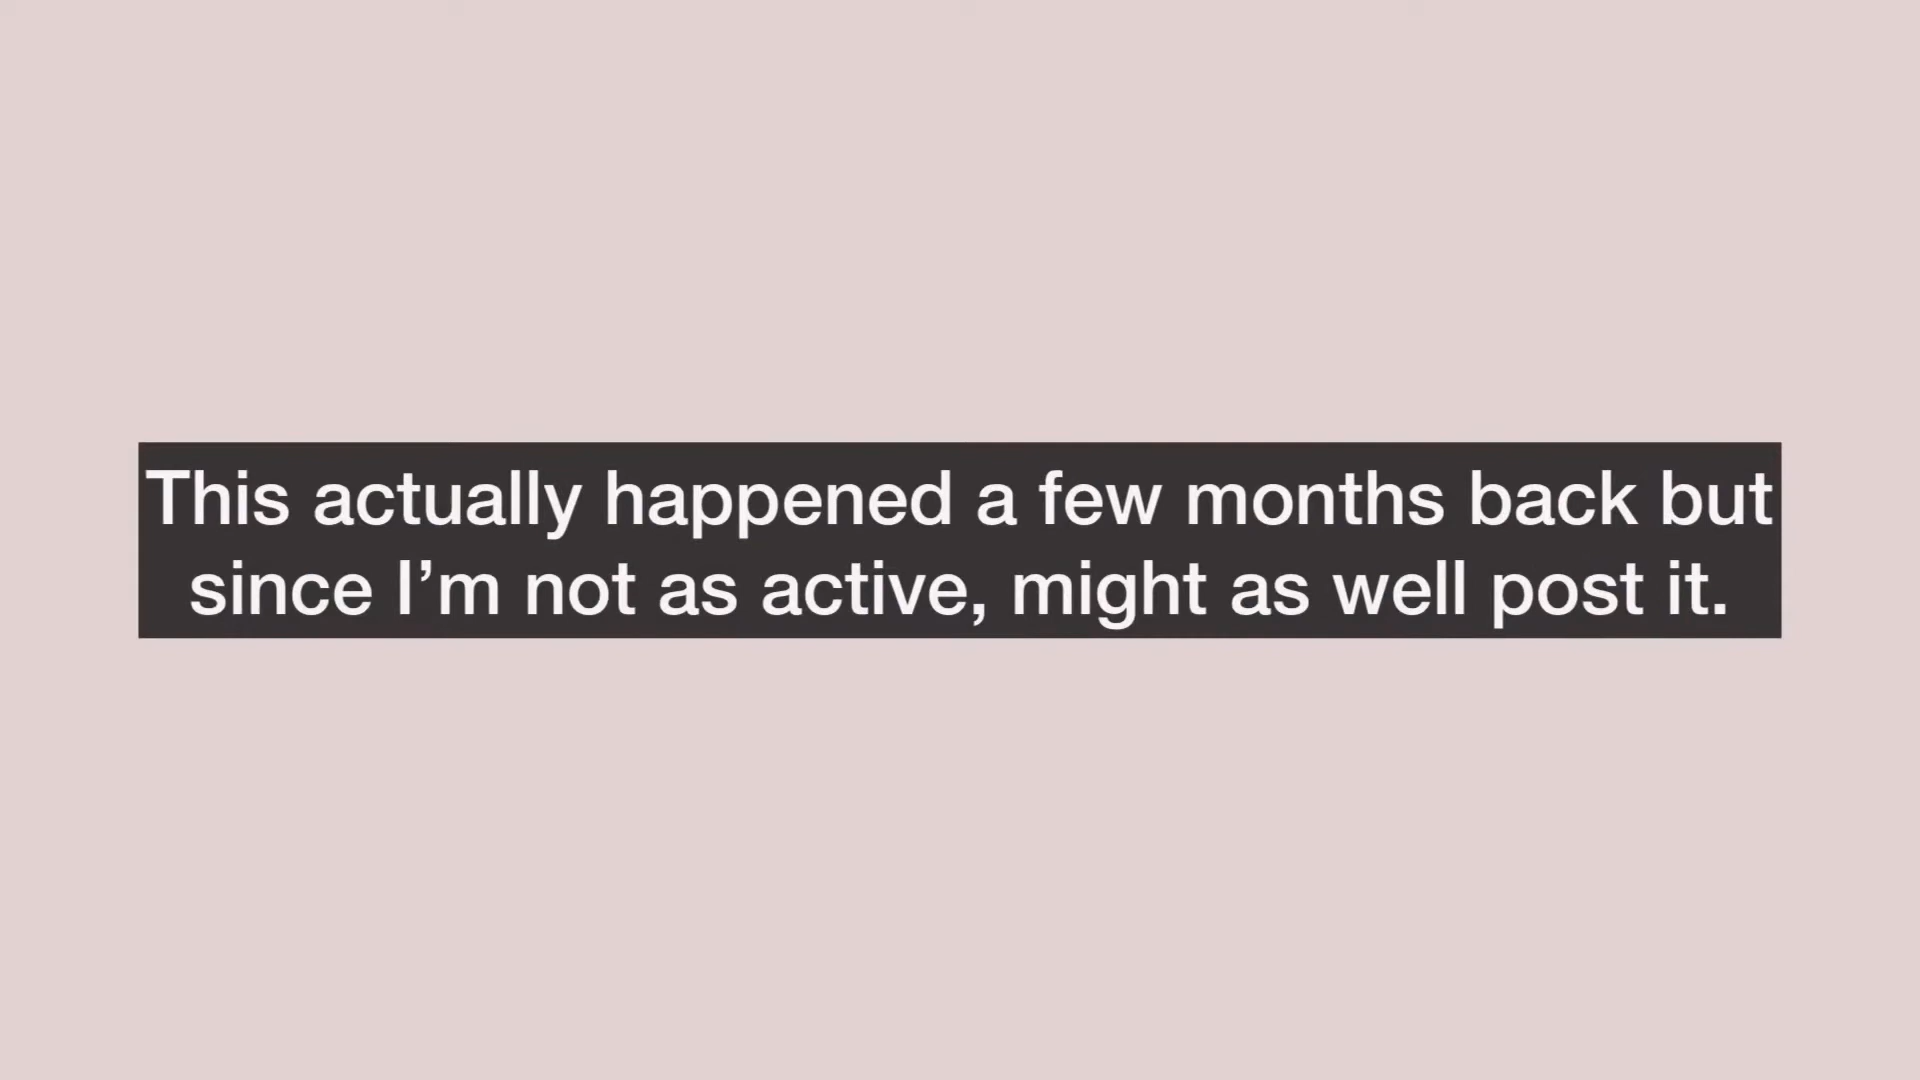 This actually happened a few months back but
since I’m not as active, might as well post it.